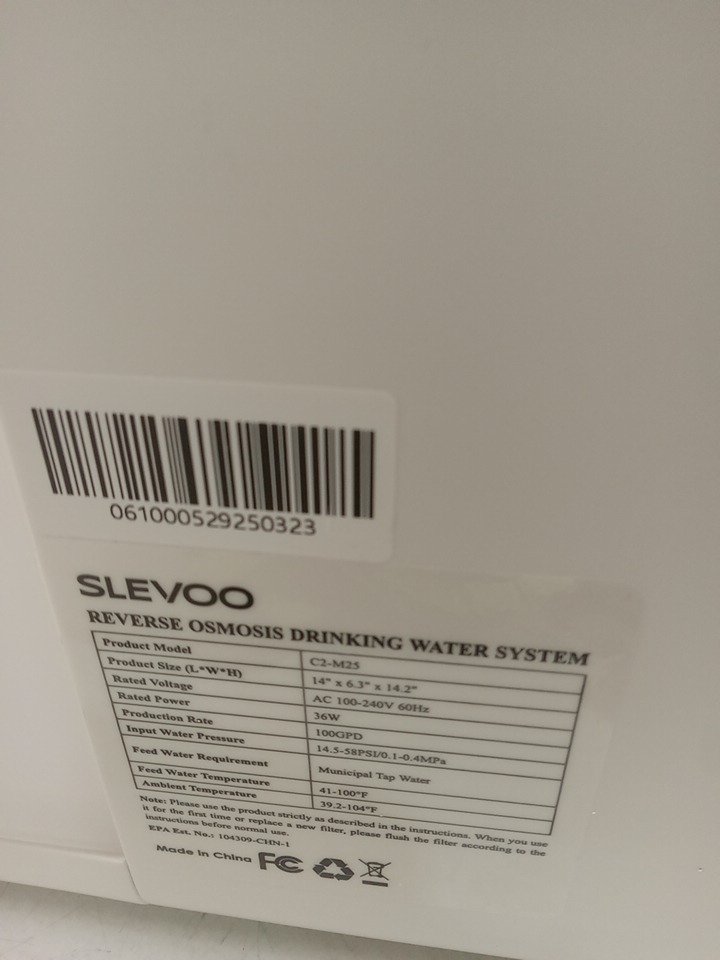 061000529250323
SLEVOO
REVERSE OSMOSIS DRINKING WATER SYSTEM
Product Model C2-M25
Product Size (L*W*H) 14" x 6.3" x 14.2"
Rated Voltage AC 100-240V 60Hz
Rated Power 36W
Production Rate 100GPD
Input Water Pressure 14.5-58PSI/0.1-0.4MPa
Feed Water Requirement Municipal Tap Water
Feed Water Temperature 41-100°F
Ambient Temperature 39.2-104°F
Note: Please use the product strictly as described in the instructions. When you use
it for the first time or replace a new filter, please flush the filter according to the
instructions before normal use.
EPA Est. No.: 104309-CHN-1
Made in China FC